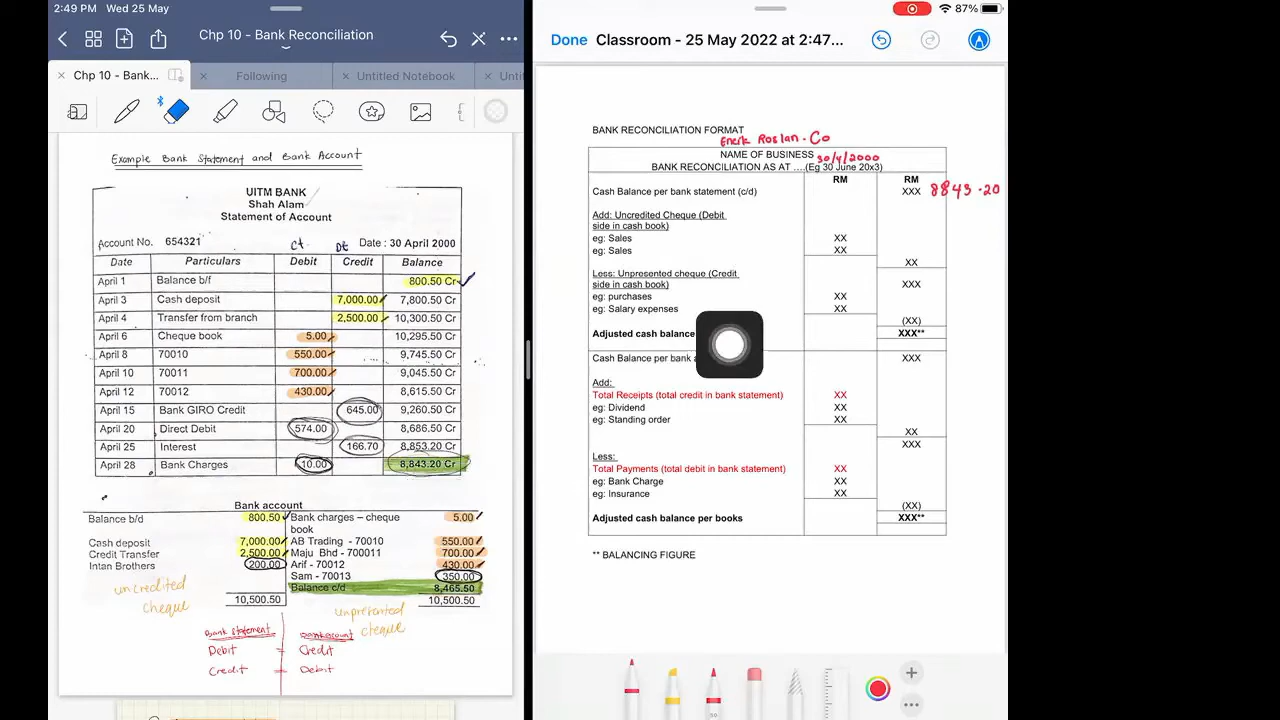 2:49 PM Wed 25 May
87%
Chp 10 - Bank Reconciliation
Done Classroom - 25 May 2022 at 2:47...
Chp 10 - Bank...
Following
Untitled Notebook
Example Bank Statement and Bank Account
UITM BANK
Shah Alam
Statement of Account
Account No. 654321
Ct Dt Date : 30 April 2000
Date Particulars Debit Credit Balance
April 1 Balance b/f 800.50 Cr
April 3 Cash deposit 7,000.00 7,800.50 Cr
April 4 Transfer from branch 2,500.00 10,300.50 Cr
April 6 Cheque book 5.00 10,295.50 Cr
April 8 70010 550.00 9,745.50 Cr
April 10 70011 700.00 9,045.50 Cr
April 12 70012 430.00 8,615.50 Cr
April 15 Bank GIRO Credit 645.00 9,260.50 Cr
April 20 Direct Debit 574.00 8,686.50 Cr
April 25 Interest 166.70 8,853.20 Cr
April 28 Bank Charges 10.00 8,843.20 Cr
Bank account
Balance b/d 800.50 Bank charges – cheque 5.00
book
Cash deposit 7,000.00 AB Trading - 70010 550.00
Credit Transfer 2,500.00 Maju Bhd - 700011 700.00
Intan Brothers 200.00 Arif - 70012 430.00
Sam - 70013 350.00
Balance c/d 8,465.50
10,500.50 10,500.50
uncredited
cheque
unpresented
cheque
Bank statement Bank account
Debit - Credit
Credit - Debit
BANK RECONCILIATION FORMAT
Encik Roslan . Co
NAME OF BUSINESS
30/4/2000
BANK RECONCILIATION AS AT ....(Eg 30 June 20x3)
RM RM
Cash Balance per bank statement (c/d) XXX 8843.20
Add: Uncredited Cheque (Debit
side in cash book)
eg: Sales XX
eg: Sales XX
XX
Less: Unpresented cheque (Credit
side in cash book) XXX
eg: purchases XX
eg: Salary expenses XX
(XX)
Adjusted cash balance XXX**
Cash Balance per bank XXX
Add:
Total Receipts (total credit in bank statement) XX
eg: Dividend XX
eg: Standing order XX
XX
XXX
Less:
Total Payments (total debit in bank statement) XX
eg: Bank Charge XX
eg: Insurance XX
(XX)
Adjusted cash balance per books XXX**
** BALANCING FIGURE